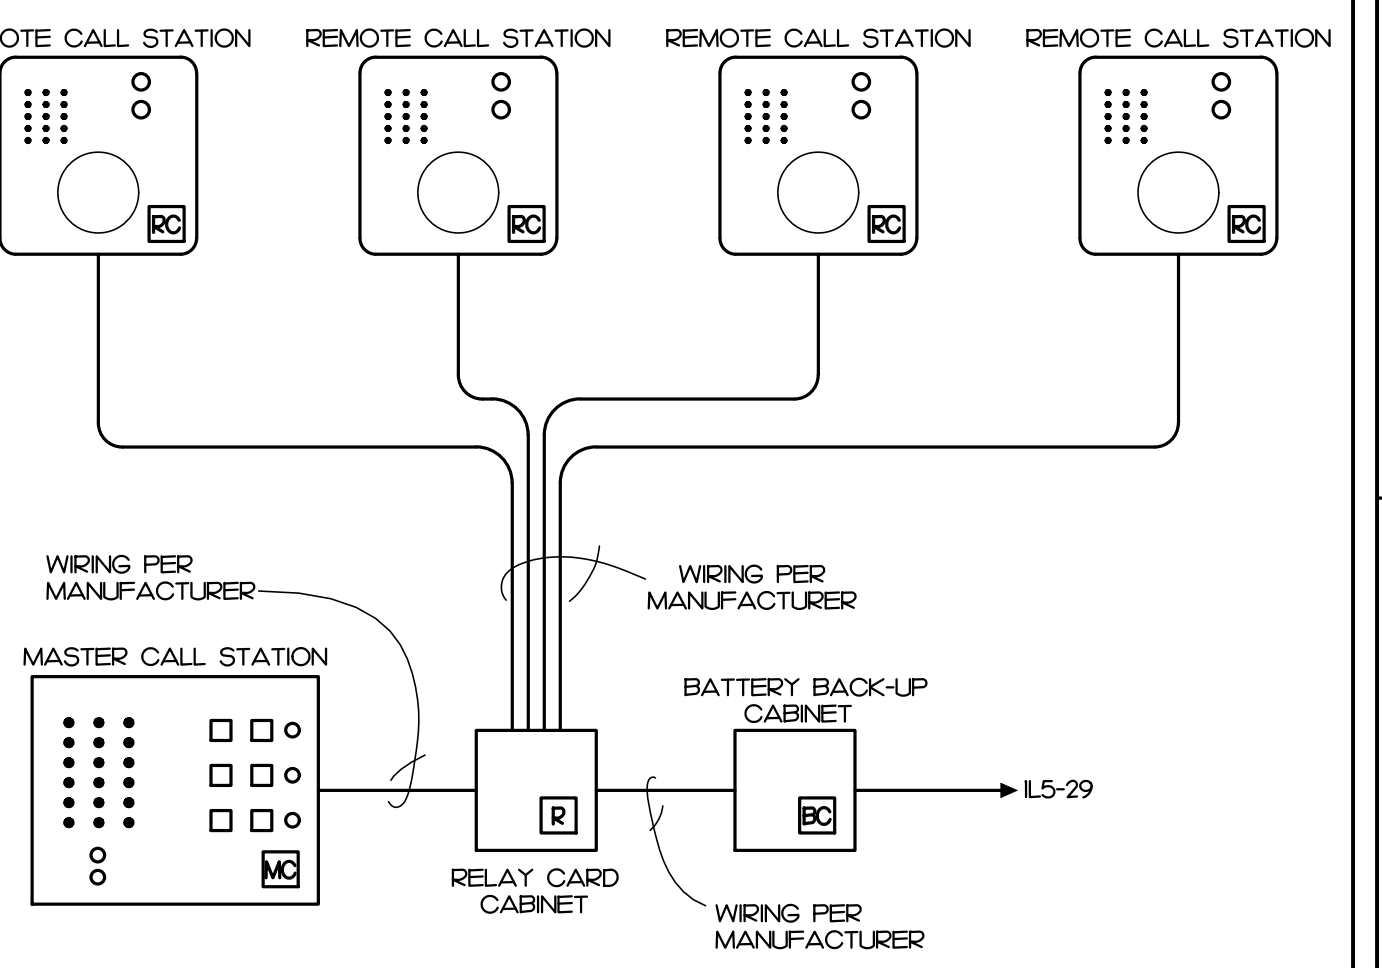 OTE CALL STATION
REMOTE CALL STATION
REMOTE CALL STATION
REMOTE CALL STATION
RC
RC
RC
RC
WIRING PER
MANUFACTURER
WIRING PER
MANUFACTURER
MASTER CALL STATION
MC
BATTERY BACK-UP
CABINET
R
BC
1L5-29
RELAY CARD
CABINET
WIRING PER
MANUFACTURER